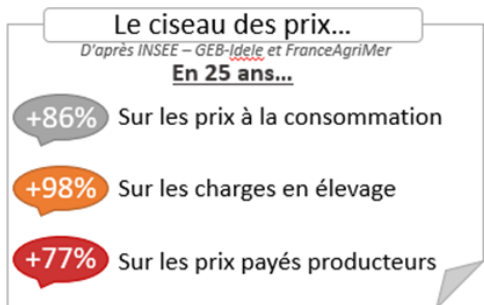 Le ciseau des prix...
D'après INSEE – GEB-Idele et FranceAgriMer
En 25 ans...
+86% Sur les prix à la consommation
+98% Sur les charges en élevage
+77% Sur les prix payés producteurs